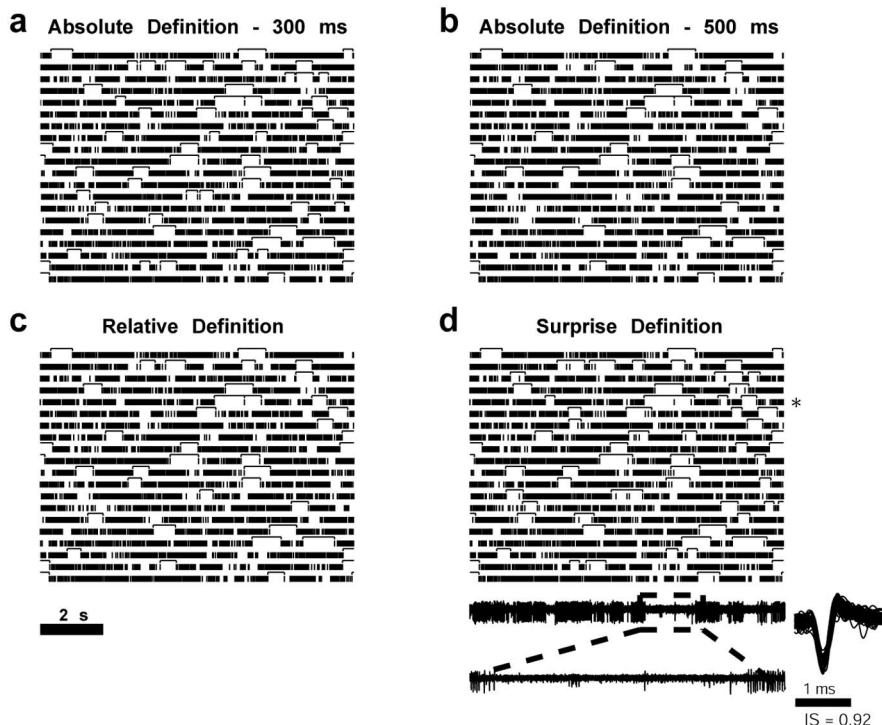 a Absolute Definition - 300 ms
b Absolute Definition - 500 ms
c Relative Definition
d Surprise Definition
*
2 s
1 ms
IS = 0.92